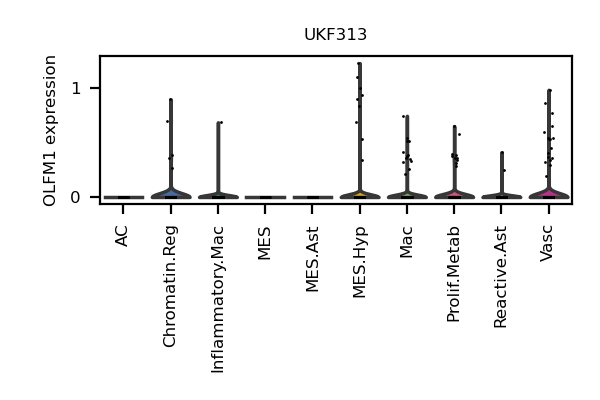 UKF313
OLFM1 expression
1
0
AC
Chromatin.Reg
Inflammatory.Mac
MES
MES.Ast
MES.Hyp
Mac
Prolif.Metab
Reactive.Ast
Vasc